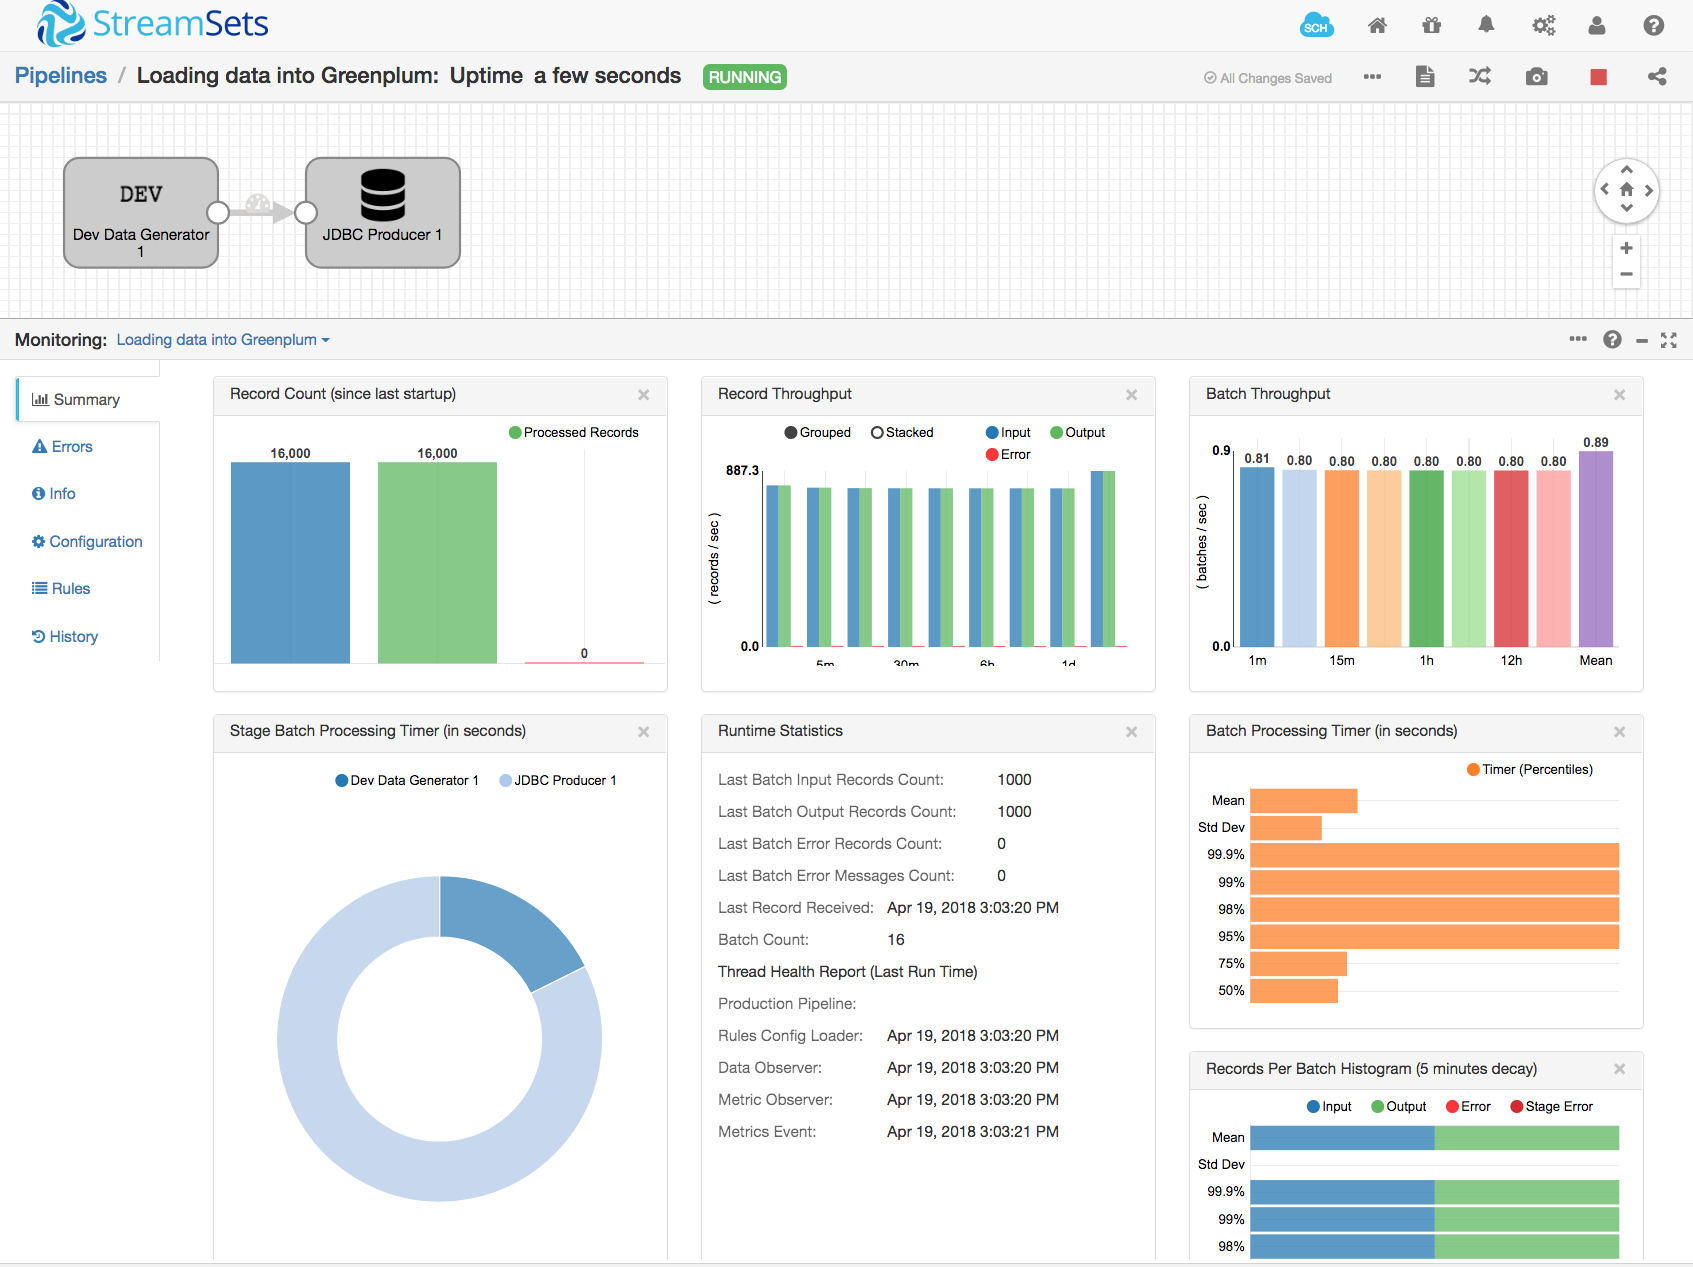 StreamSets
SCH
Pipelines / Loading data into Greenplum: Uptime a few seconds RUNNING
All Changes Saved
DEV
Dev Data Generator
1
JDBC Producer 1
Monitoring: Loading data into Greenplum
Summary
Errors
Info
Configuration
Rules
History
Record Count (since last startup)
Processed Records
16,000
16,000
0
Record Throughput
Grouped Stacked Input Output
Error
887.3
( records / sec )
0.0
5m 30m 6h 1d
Batch Throughput
0.9
( batches / sec )
0.0
0.81 0.80 0.80 0.80 0.80 0.80 0.80 0.80 0.89
1m 15m 1h 12h Mean
Stage Batch Processing Timer (in seconds)
Dev Data Generator 1 JDBC Producer 1
Runtime Statistics
Last Batch Input Records Count: 1000
Last Batch Output Records Count: 1000
Last Batch Error Records Count: 0
Last Batch Error Messages Count: 0
Last Record Received: Apr 19, 2018 3:03:20 PM
Batch Count: 16
Thread Health Report (Last Run Time)
Production Pipeline:
Rules Config Loader: Apr 19, 2018 3:03:20 PM
Data Observer: Apr 19, 2018 3:03:20 PM
Metric Observer: Apr 19, 2018 3:03:20 PM
Metrics Event: Apr 19, 2018 3:03:21 PM
Batch Processing Timer (in seconds)
Timer (Percentiles)
Mean
Std Dev
99.9%
99%
98%
95%
75%
50%
Records Per Batch Histogram (5 minutes decay)
Input Output Error Stage Error
Mean
Std Dev
99.9%
99%
98%